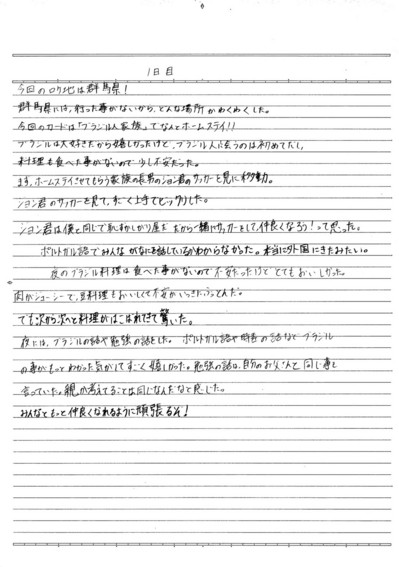 1日目
今回のロケ地は群馬県!
群馬県には、行った事がないから、どんな場所かわくわくした。
今回のカードは「ブラジル人家族」でなんとホームステイ!!
ブラジルは大好きだから嬉しかったけど、ブラジル人に会うのは初めてだし、
料理も食べた事がないので少し不安だった。
まず、ホームステイさせてもらう家族の長男のション君のサッカーを見に移動。
ション君のサッカーを見て、すごく上手でビックリした。
ション君は僕と同じで恥ずかしがり屋だから一緒にサッカーをして、仲良くなろう!って思った。
ポルトガル語でみんながなにを話しているかわからなかった。本当に外国にきたみたい。
夜のブラジル料理は食べた事がないので不安だったけどとてもおいしかった。
肉がジューシーで、豆料理もおいしくて不安がいっきにふっとんだ。
でも次から次へと料理がはこばれてきて驚いた。
夜には、ブラジルの話や勉強の話をした。ポルトガル語や時差の話などブラジル
の事がもっとわかった気がしてすごく嬉しかった。勉強の話は、自分のお父さんと同じ事を
言っていた。親が考えてることは同じなんだなと感じた。
みんなともっと仲良くなれるように頑張るぞ!